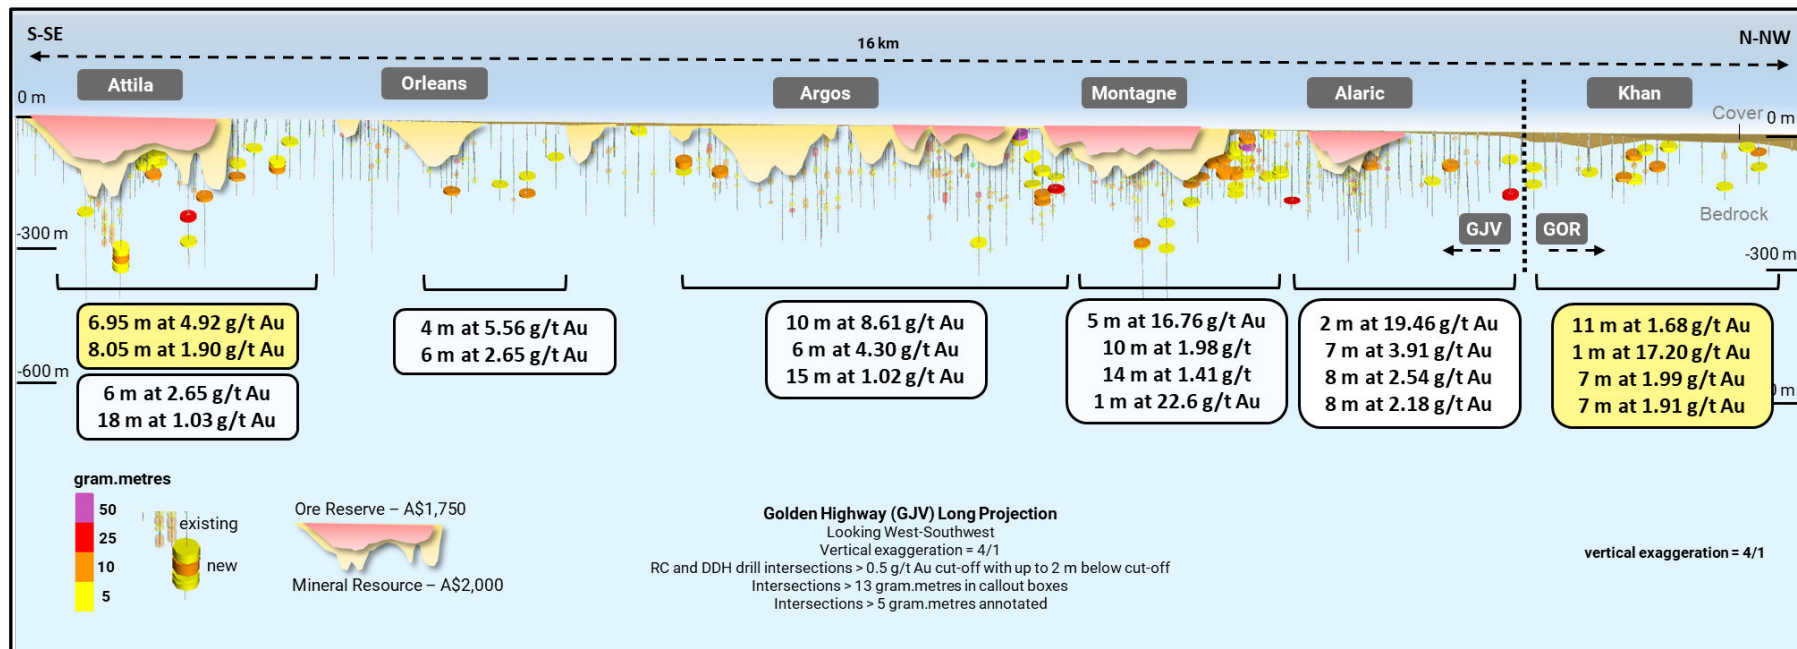 S-SE
N-NW
16 km
Attila
Orleans
Argos
Montagne
Alaric
Khan
0 m
Cover
0 m
Bedrock
GJV
GOR
-300 m
-300 m
6.95 m at 4.92 g/t Au
8.05 m at 1.90 g/t Au
6 m at 2.65 g/t Au
18 m at 1.03 g/t Au
4 m at 5.56 g/t Au
6 m at 2.65 g/t Au
10 m at 8.61 g/t Au
6 m at 4.30 g/t Au
15 m at 1.02 g/t Au
5 m at 16.76 g/t Au
10 m at 1.98 g/t
14 m at 1.41 g/t
1 m at 22.6 g/t Au
2 m at 19.46 g/t Au
7 m at 3.91 g/t Au
8 m at 2.54 g/t Au
8 m at 2.18 g/t Au
11 m at 1.68 g/t Au
1 m at 17.20 g/t Au
7 m at 1.99 g/t Au
7 m at 1.91 g/t Au
-600 m
0 m
gram.metres
50
25
10
5
existing
new
Ore Reserve – A$1,750
Mineral Resource – A$2,000
Golden Highway (GJV) Long Projection
Looking West-Southwest
Vertical exaggeration = 4/1
RC and DDH drill intersections > 0.5 g/t Au cut-off with up to 2 m below cut-off
Intersections > 13 gram.metres in callout boxes
Intersections > 5 gram.metres annotated
vertical exaggeration = 4/1